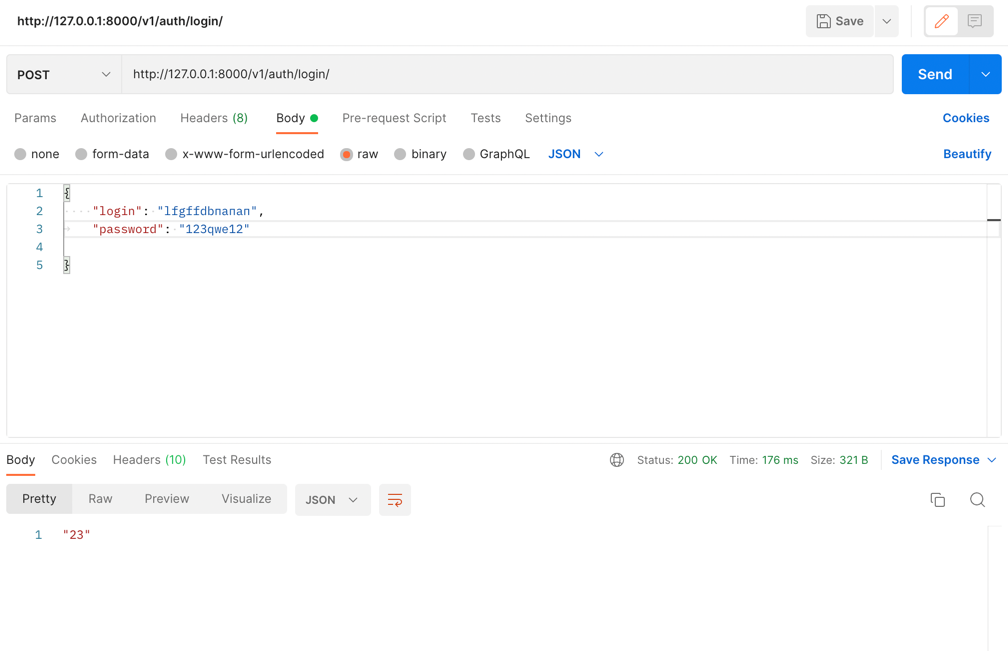 http://127.0.0.1:8000/v1/auth/login/
Save
POST http://127.0.0.1:8000/v1/auth/login/ Send
Params Authorization Headers (8) Body Pre-request Script Tests Settings Cookies
none form-data x-www-form-urlencoded raw binary GraphQL JSON Beautify
1 {
2 "login": "lfgffdbпапап",
3 "password": "123qwe12"
4
5 }
Body Cookies Headers (10) Test Results Status: 200 OK Time: 176 ms Size: 321 B Save Response
Pretty Raw Preview Visualize JSON
1 "23"